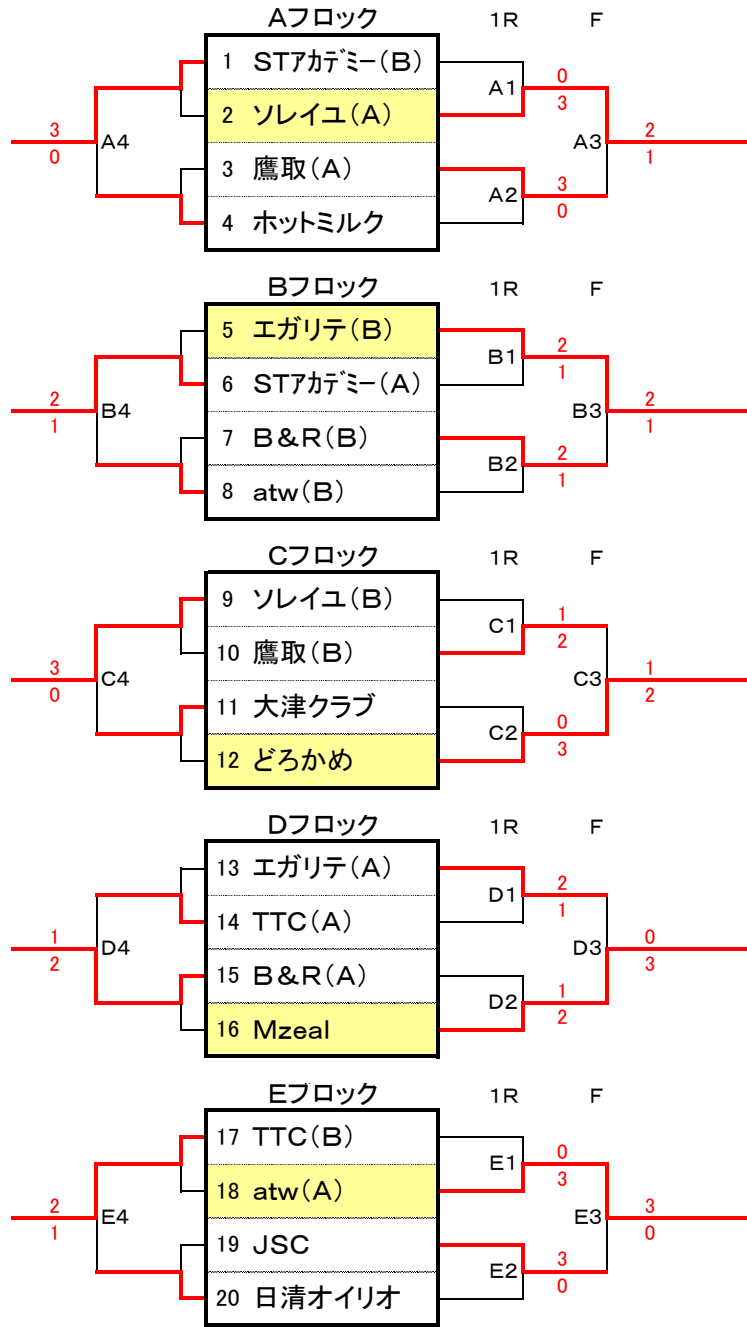 Aブロック 1R F
1 STｱｶﾃﾞﾐｰ(B)
A1 0 3
2 ソレイユ(A)
3 0 A4 A3 2 1
3 鷹取(A)
A2 3 0
4 ホットミルク
Bブロック 1R F
5 エガリテ(B)
B1 2 1
6 STｱｶﾃﾞﾐｰ(A)
2 1 B4 B3 2 1
7 B&R(B)
B2 2 1
8 atw(B)
Cブロック 1R F
9 ソレイユ(B)
C1 1 2
10 鷹取(B)
3 0 C4 C3 1 2
11 大津クラブ
C2 0 3
12 どろかめ
Dブロック 1R F
13 エガリテ(A)
D1 2 1
14 TTC(A)
1 2 D4 D3 0 3
15 B&R(A)
D2 1 2
16 Mzeal
Eブロック 1R F
17 TTC(B)
E1 0 3
18 atw(A)
2 1 E4 E3 3 0
19 JSC
E2 3 0
20 日清オイリオ